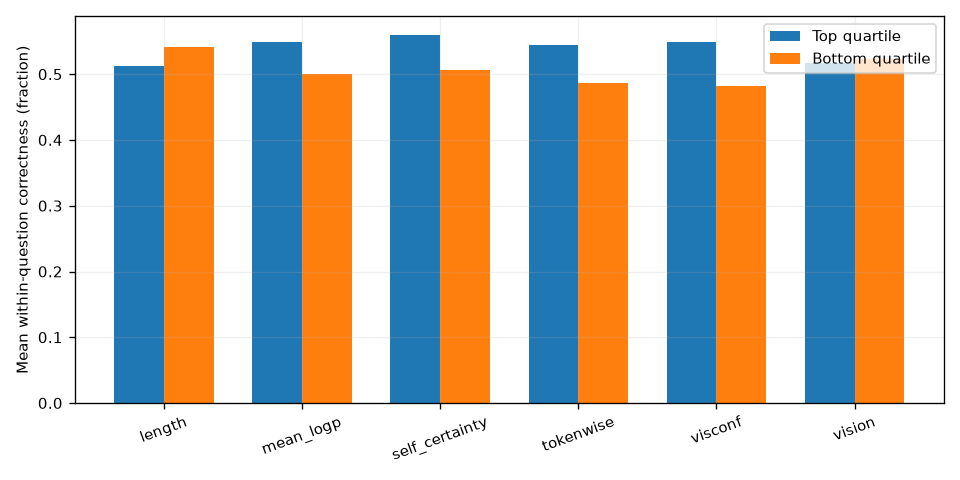 Mean within-question correctness (fraction)
0.5
0.4
0.3
0.2
0.1
0.0
Top quartile
Bottom quartile
length
mean_logp
self_certainty
tokenwise
visconf
vision